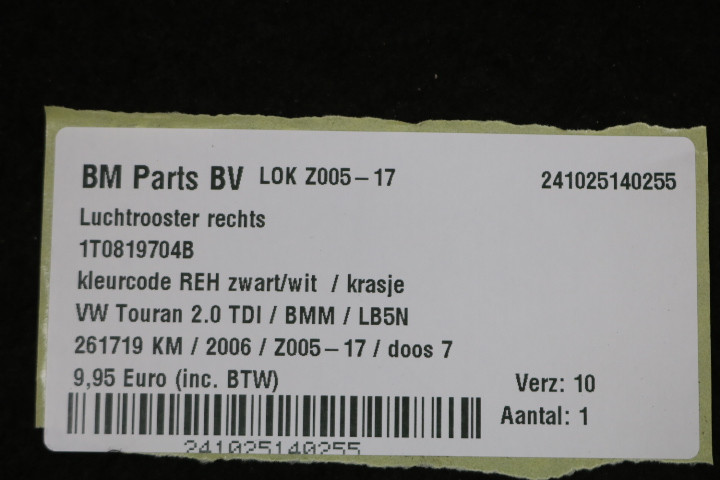 BM Parts BV LOK Z005-17 241025140255
Luchtrooster rechts
1T0819704B
kleurcode REH zwart/wit / krasje
VW Touran 2.0 TDI / BMM / LB5N
261719 KM / 2006 / Z005-17 / doos 7
9,95 Euro (inc. BTW) Verz: 10
Aantal: 1
241025140255